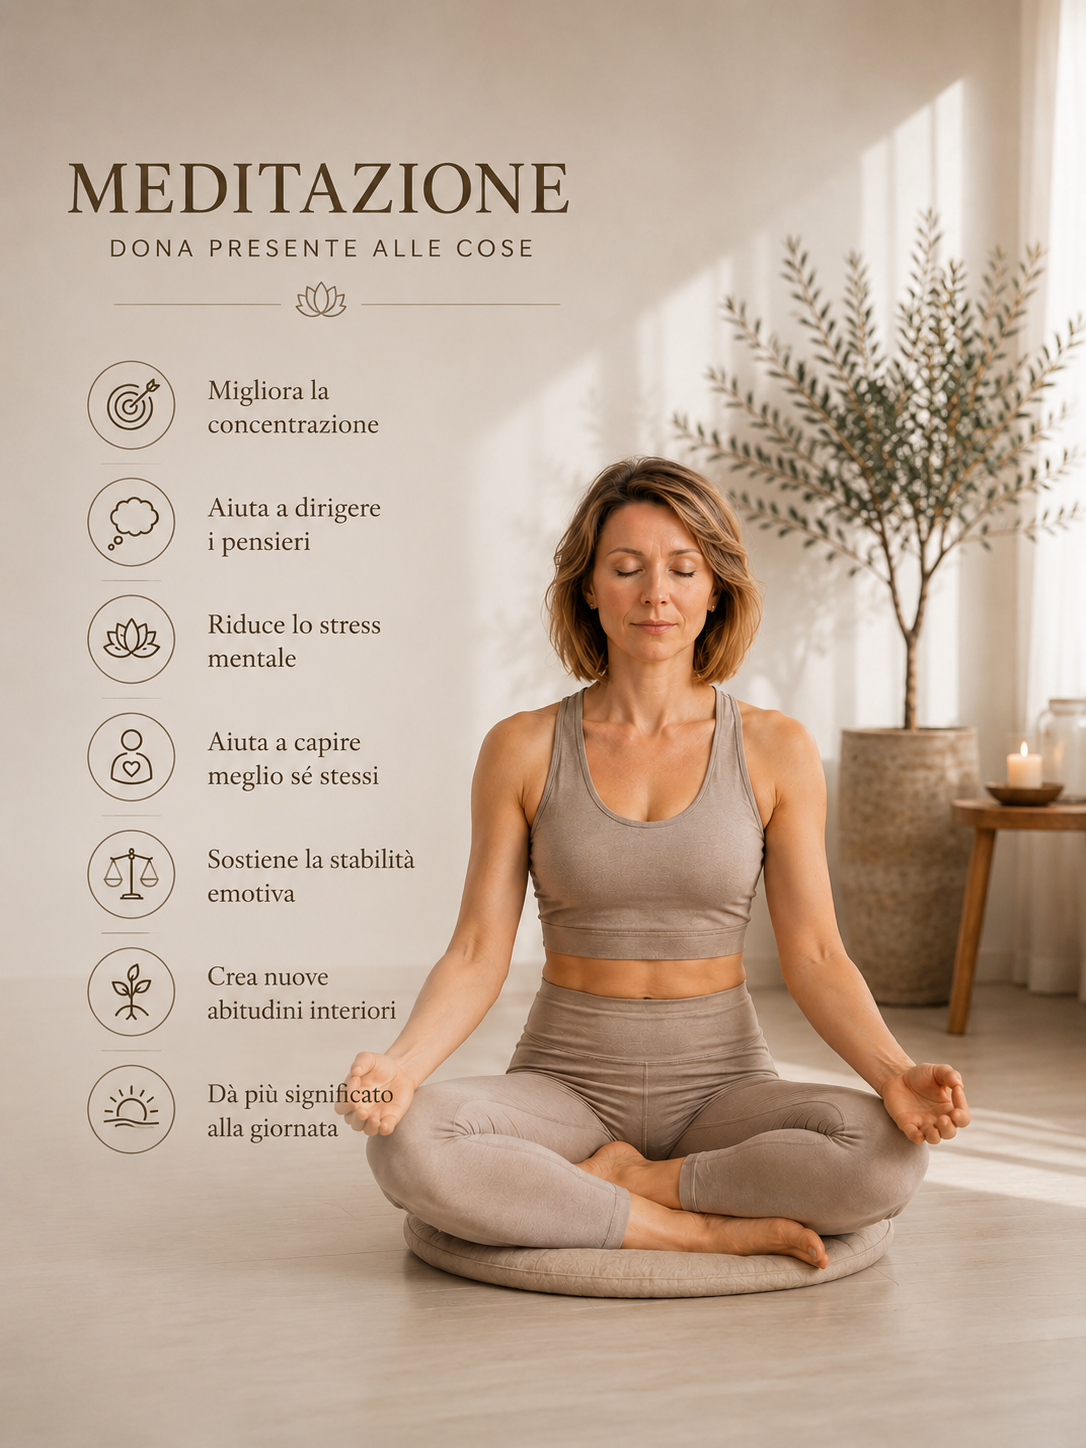 MEDITAZIONE
DONA PRESENTE ALLE COSE
Migliora la
concentrazione
Aiuta a dirigere
i pensieri
Riduce lo stress
mentale
Aiuta a capire
meglio sé stessi
Sostiene la stabilità
emotiva
Crea nuove
abitudini interiori
Dà più significato
alla giornata